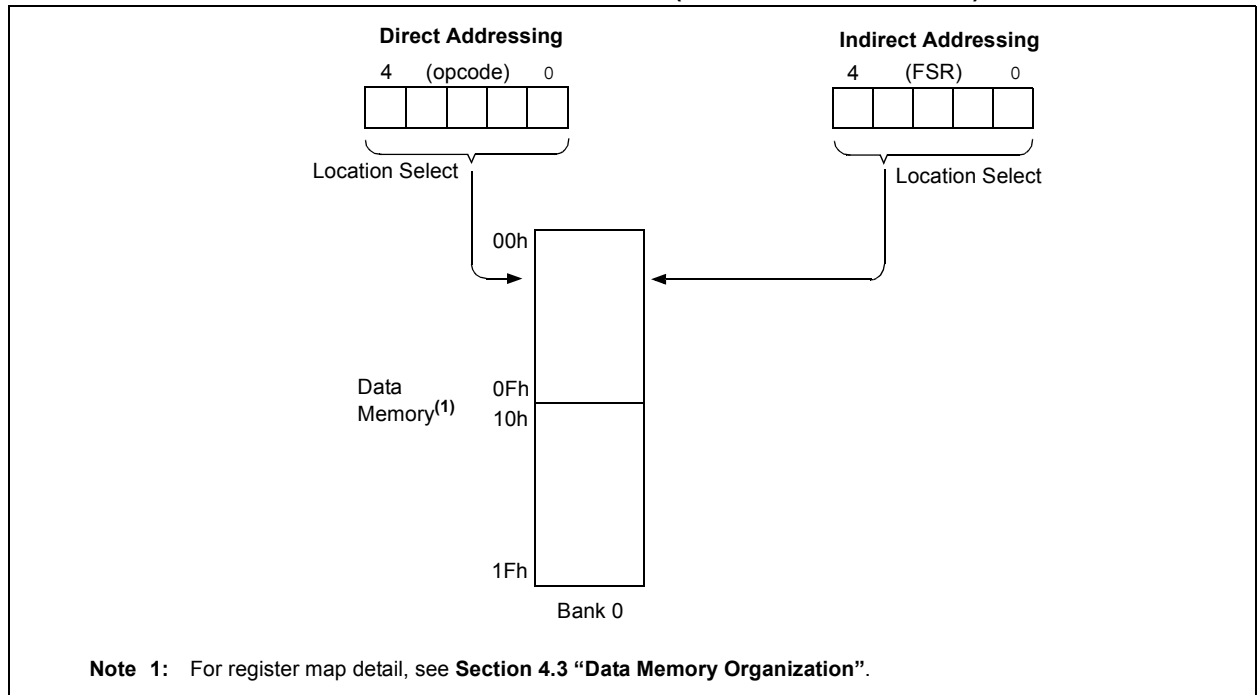 Direct Addressing
4 (opcode) 0
Location Select
Indirect Addressing
4 (FSR) 0
Location Select
00h
Data
Memory(1)
0Fh
10h
1Fh
Bank 0
Note 1: For register map detail, see Section 4.3 “Data Memory Organization”.